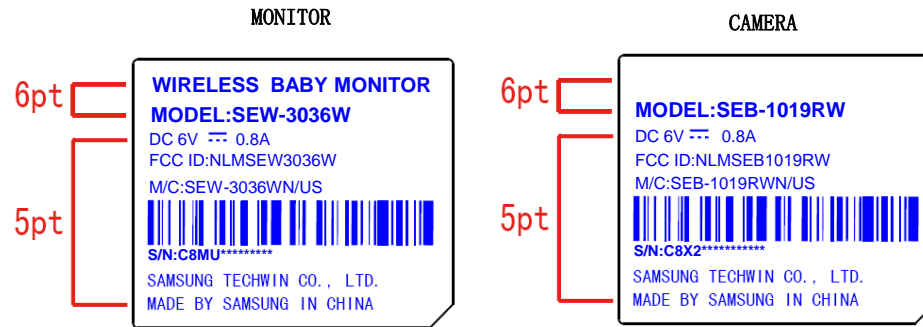 MONITOR
6pt
WIRELESS BABY MONITOR
MODEL:SEW-3036W
5pt
DC 6V ⎓ 0.8A
FCC ID:NLMSEW3036W
M/C:SEW-3036WN/US
S/N:C8MU*********
SAMSUNG TECHWIN CO., LTD.
MADE BY SAMSUNG IN CHINA
CAMERA
6pt
MODEL:SEB-1019RW
5pt
DC 6V ⎓ 0.8A
FCC ID:NLMSEB1019RW
M/C:SEB-1019RWN/US
S/N:C8X2***********
SAMSUNG TECHWIN CO., LTD.
MADE BY SAMSUNG IN CHINA